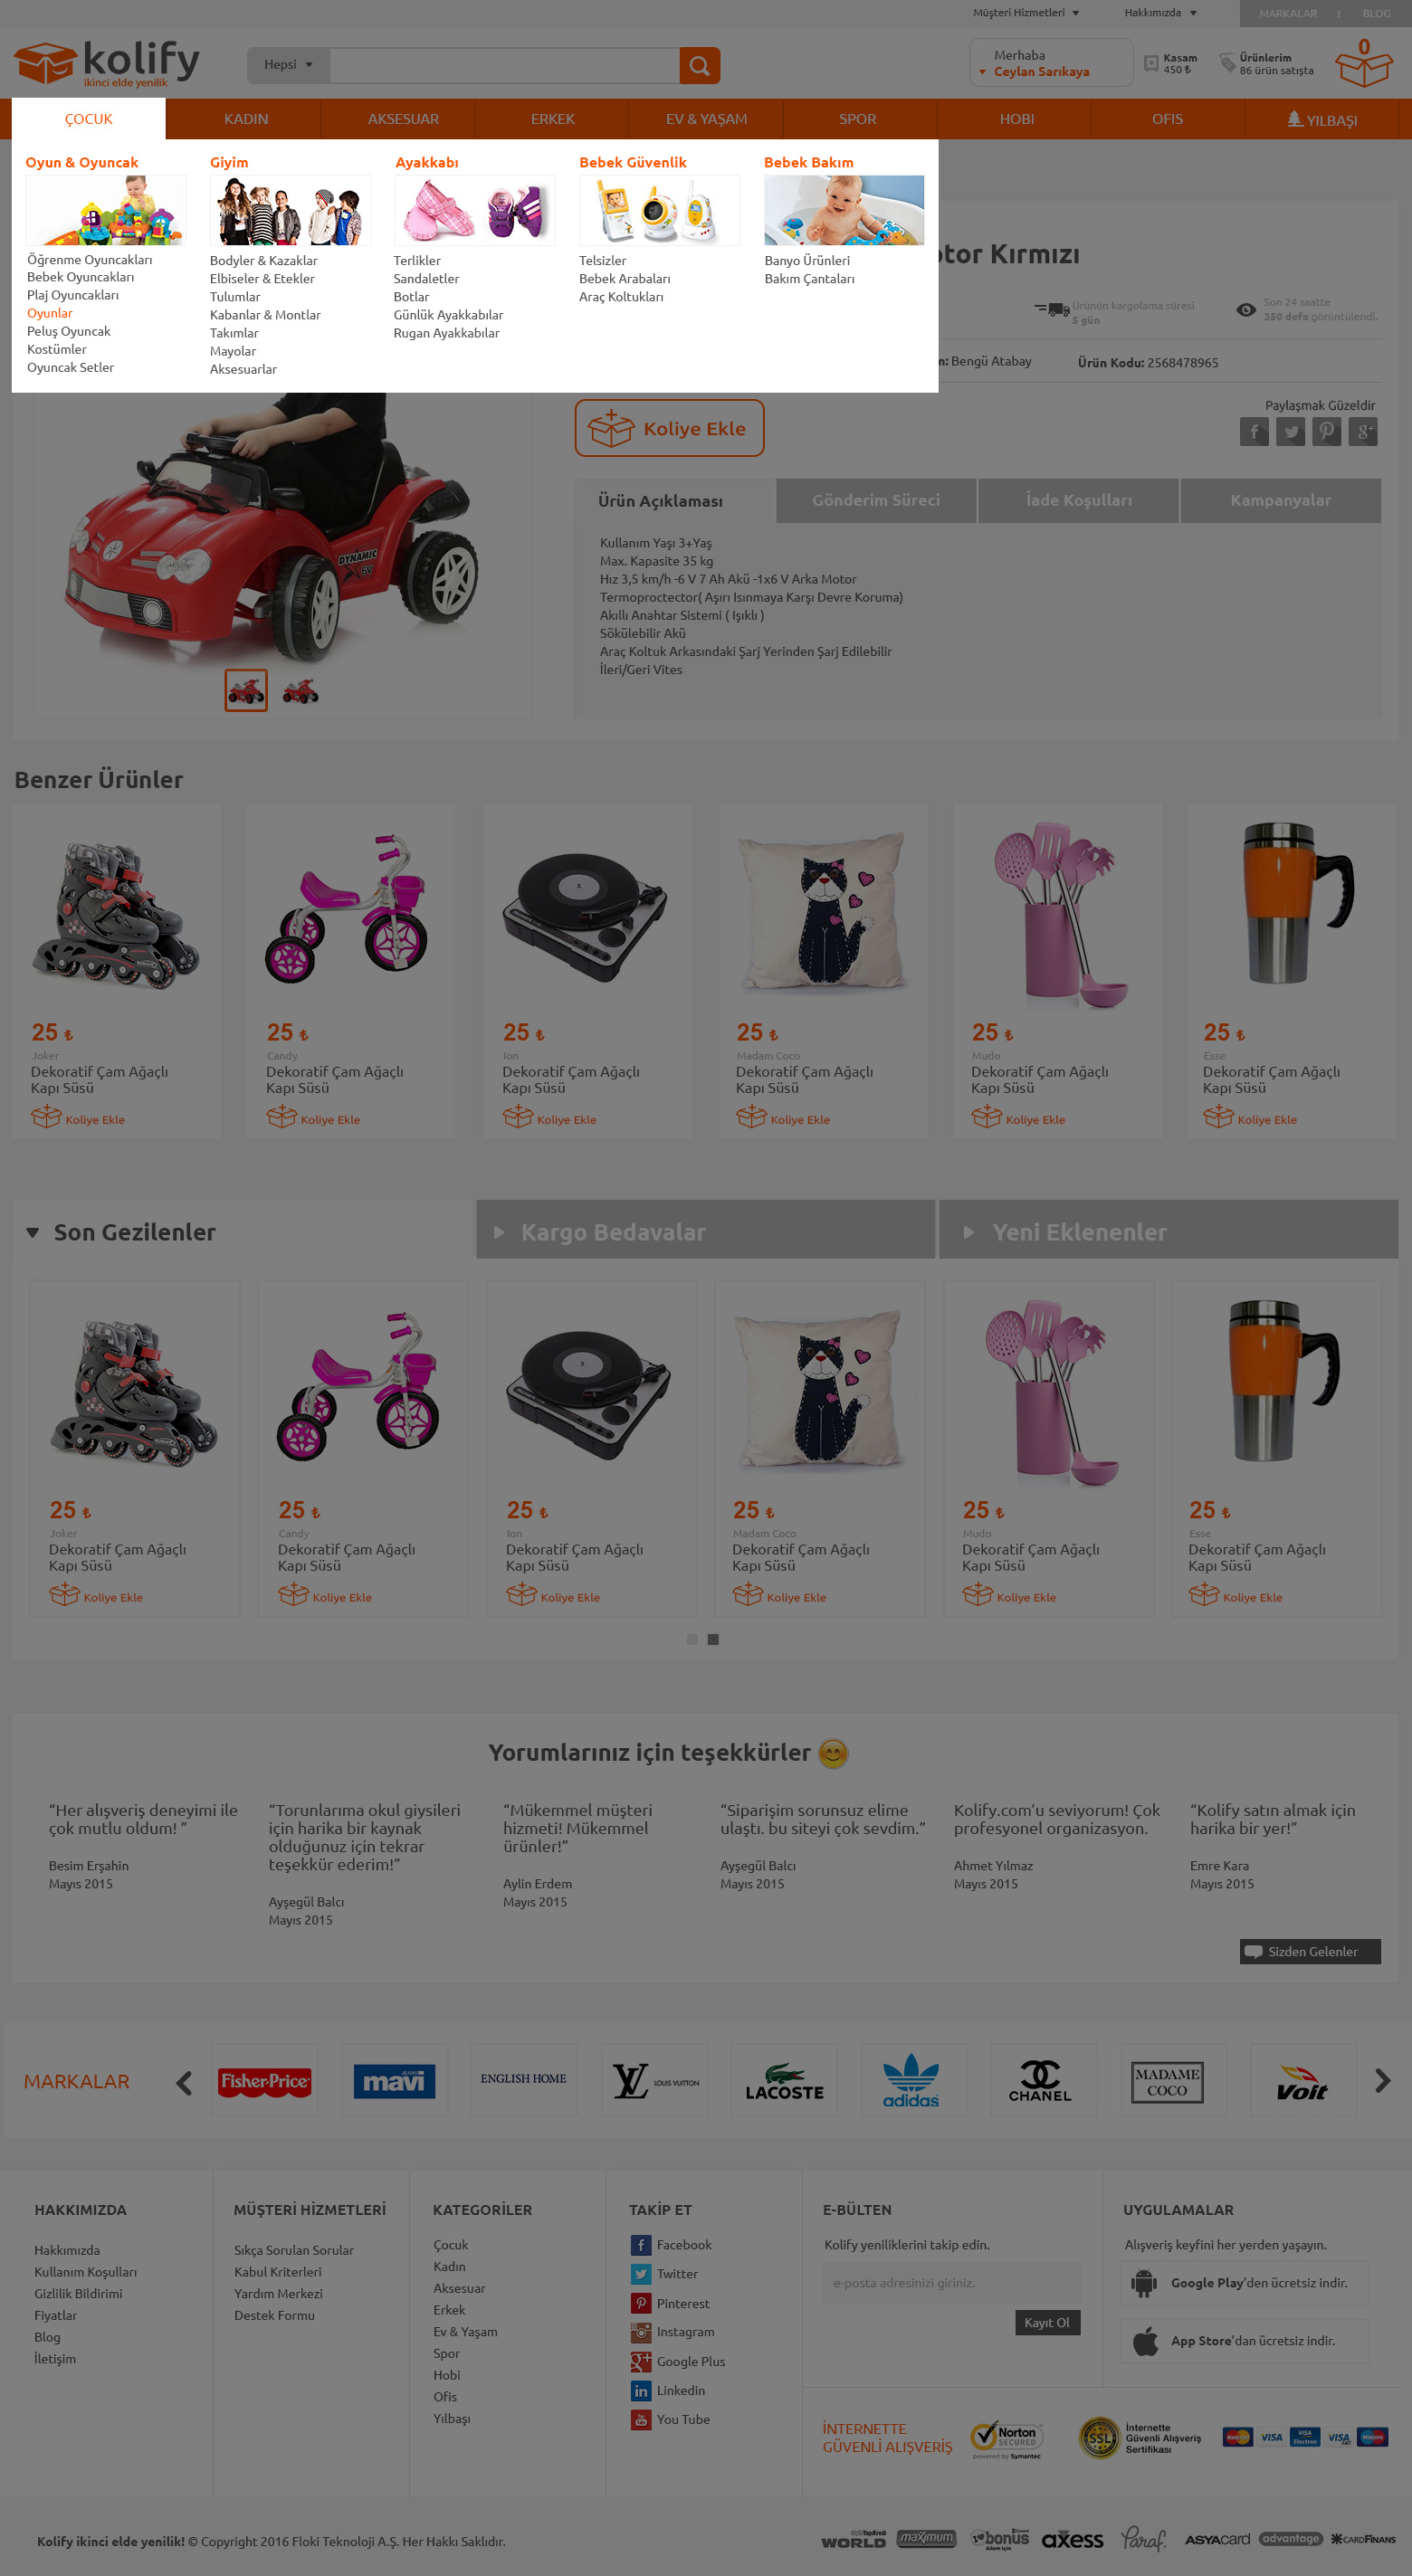 Müşteri Hizmetleri
Hakkımızda
MARKALAR I BLOG
kolify
ikinci elde yenilik
Hepsi
Merhaba
Ceylan Sarıkaya
Kasam
450 ₺
Ürünlerim
86 ürün satışta
0
ÇOCUK
KADIN
AKSESUAR
ERKEK
EV & YAŞAM
SPOR
HOBI
OFIS
YILBAŞI
Oyun & Oyuncak
Öğrenme Oyuncakları
Bebek Oyuncakları
Plaj Oyuncakları
Oyunlar
Peluş Oyuncak
Kostümler
Oyuncak Setler
Giyim
Bodyler & Kazaklar
Elbiseler & Etekler
Tulumlar
Kabanlar & Montlar
Takımlar
Mayolar
Aksesuarlar
Ayakkabı
Terlikler
Sandaletler
Botlar
Günlük Ayakkabılar
Rugan Ayakkabılar
Bebek Güvenlik
Telsizler
Bebek Arabaları
Araç Koltukları
Bebek Bakım
Banyo Ürünleri
Bakım Çantaları
otor Kırmızı
Ürünün kargolama süresi
5 gün
Son 24 saatte
350 defa görüntülendi.
n: Bengü Atabay
Ürün Kodu: 2568478965
Koliye Ekle
Paylaşmak Güzeldir
DYNAMIC
6V
Ürün Açıklaması
Gönderim Süreci
İade Koşulları
Kampanyalar
Kullanım Yaşı 3+Yaş
Max. Kapasite 35 kg
Hız 3,5 km/h -6 V 7 Ah Akü -1x6 V Arka Motor
Termoproctector( Aşırı Isınmaya Karşı Devre Koruma)
Akıllı Anahtar Sistemi ( Işıklı )
Sökülebilir Akü
Araç Koltuk Arkasındaki Şarj Yerinden Şarj Edilebilir
İleri/Geri Vites
Benzer Ürünler
25 ₺
Joker
Dekoratif Çam Ağaçlı
Kapı Süsü
Koliye Ekle
25 ₺
Candy
Dekoratif Çam Ağaçlı
Kapı Süsü
Koliye Ekle
25 ₺
Ion
Dekoratif Çam Ağaçlı
Kapı Süsü
Koliye Ekle
25 ₺
Madam Coco
Dekoratif Çam Ağaçlı
Kapı Süsü
Koliye Ekle
25 ₺
Mudo
Dekoratif Çam Ağaçlı
Kapı Süsü
Koliye Ekle
25 ₺
Esse
Dekoratif Çam Ağaçlı
Kapı Süsü
Koliye Ekle
Son Gezilenler
Kargo Bedavalar
Yeni Eklenenler
25 ₺
Joker
Dekoratif Çam Ağaçlı
Kapı Süsü
Koliye Ekle
25 ₺
Candy
Dekoratif Çam Ağaçlı
Kapı Süsü
Koliye Ekle
25 ₺
Ion
Dekoratif Çam Ağaçlı
Kapı Süsü
Koliye Ekle
25 ₺
Madam Coco
Dekoratif Çam Ağaçlı
Kapı Süsü
Koliye Ekle
25 ₺
Mudo
Dekoratif Çam Ağaçlı
Kapı Süsü
Koliye Ekle
25 ₺
Esse
Dekoratif Çam Ağaçlı
Kapı Süsü
Koliye Ekle
Yorumlarınız için teşekkürler
“Her alışveriş deneyimi ile
çok mutlu oldum! ”
Besim Erşahin
Mayıs 2015
“Torunlarıma okul giysileri
için harika bir kaynak
olduğunuz için tekrar
teşekkür ederim!”
Ayşegül Balcı
Mayıs 2015
“Mükemmel müşteri
hizmeti! Mükemmel
ürünler!”
Aylin Erdem
Mayıs 2015
“Siparişim sorunsuz elime
ulaştı. bu siteyi çok sevdim.”
Ayşegül Balcı
Mayıs 2015
Kolify.com’u seviyorum! Çok
profesyonel organizasyon.
Ahmet Yılmaz
Mayıs 2015
“Kolify satın almak için
harika bir yer!”
Emre Kara
Mayıs 2015
Sizden Gelenler
MARKALAR
Fisher-Price
mavi
JEANS
ENGLISH HOME
LOUIS VUITTON
LACOSTE
adidas
CHANEL
MADAME
COCO
Voit
HAKKIMIZDA
Hakkımızda
Kullanım Koşulları
Gizlilik Bildirimi
Fiyatlar
Blog
İletişim
MÜŞTERİ HİZMETLERİ
Sıkça Sorulan Sorular
Kabul Kriterleri
Yardım Merkezi
Destek Formu
KATEGORİLER
Çocuk
Kadın
Aksesuar
Erkek
Ev & Yaşam
Spor
Hobi
Ofis
Yılbaşı
TAKİP ET
Facebook
Twitter
Pinterest
Instagram
Google Plus
Linkedin
You Tube
E-BÜLTEN
Kolify yeniliklerini takip edin.
e-posta adresinizi giriniz.
Kayıt Ol
UYGULAMALAR
Alışveriş keyfini her yerden yaşayın.
Google Play’den ücretsiz indir.
App Store’dan ücretsiz indir.
İNTERNETTE
GÜVENLİ ALIŞVERİŞ
Norton
SECURED
powered by Symantec
SSL
İnternette
Güvenli Alışveriş
Sertifikası
MasterCard VISA VISA Electron VISA Maestro
Kolify ikinci elde yenilik! © Copyright 2016 Floki Teknoloji A.Ş. Her Hakkı Saklıdır.
YapıKredi
WORLD
maximum
bonus
axess
Paraf
ASYACARD
advantage
CARDFINANS